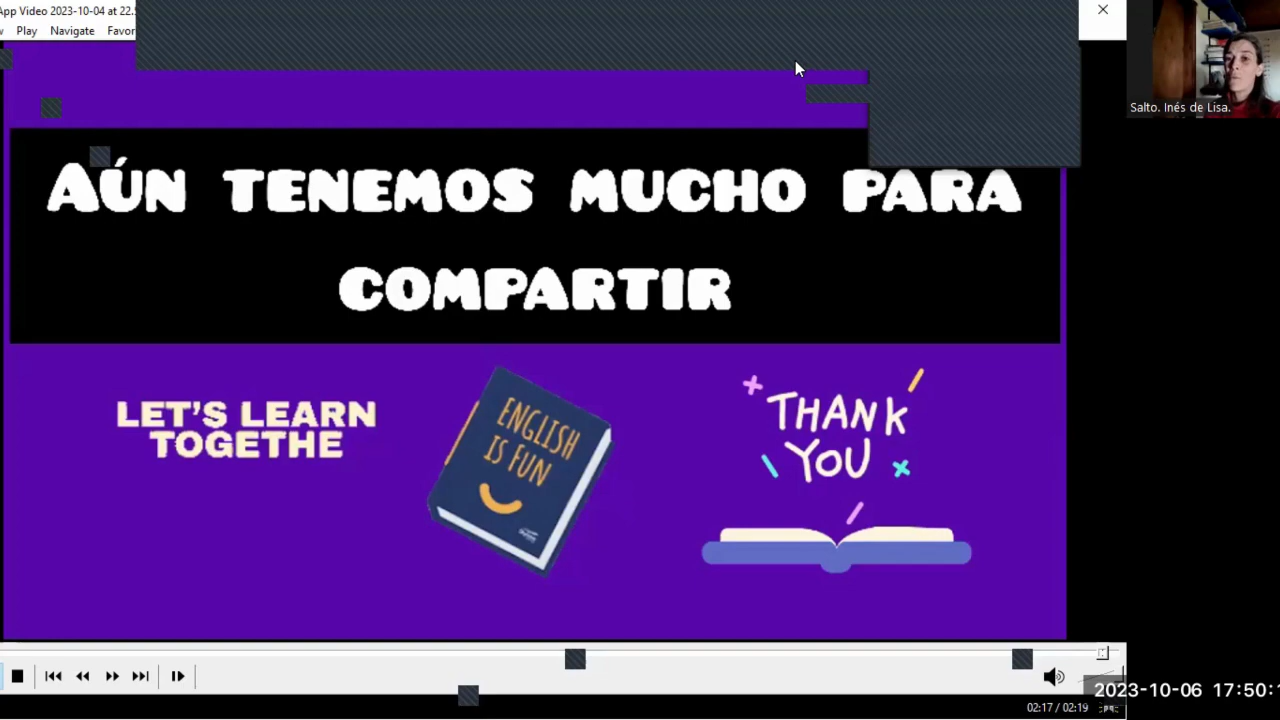 App Video 2023-10-04 at 22.
Play Navigate Favor
Salto. Inés de Lisa.
AÚN TENEMOS MUCHO PARA
COMPARTIR
LET'S LEARN
TOGETHE
ENGLISH
IS FUN
THANK
YOU
2023-10-06 17:50:
02:17 / 02:19